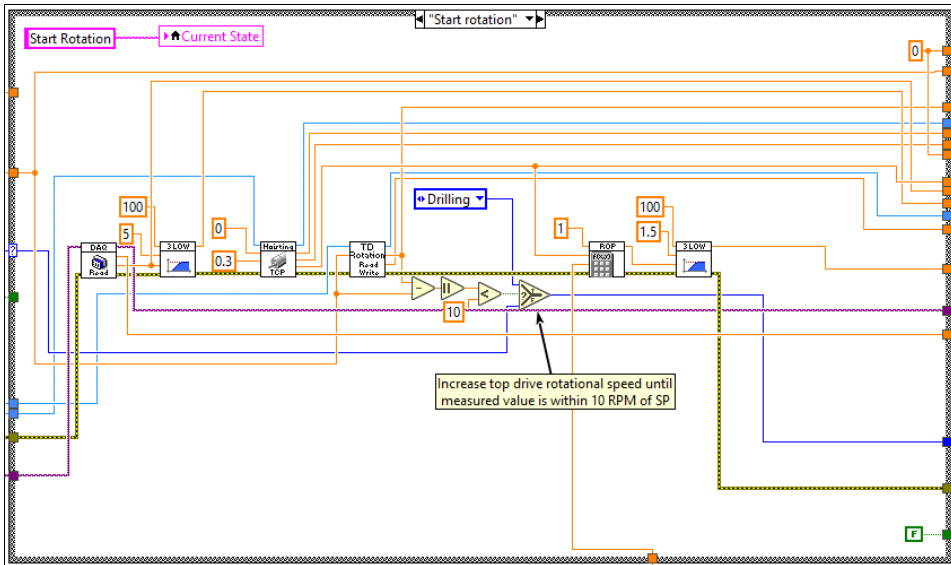 "Start rotation"
Start Rotation
Current State
0
Drilling
100
5
0
0.3
1
100
1.5
DAQ
Read
3 LOW
Hoisting
TCP
TD
Rotation
Read
Write
ROP
3 LOW
?
-
<
10
?
T
F
Increase top drive rotational speed until
measured value is within 10 RPM of SP
F